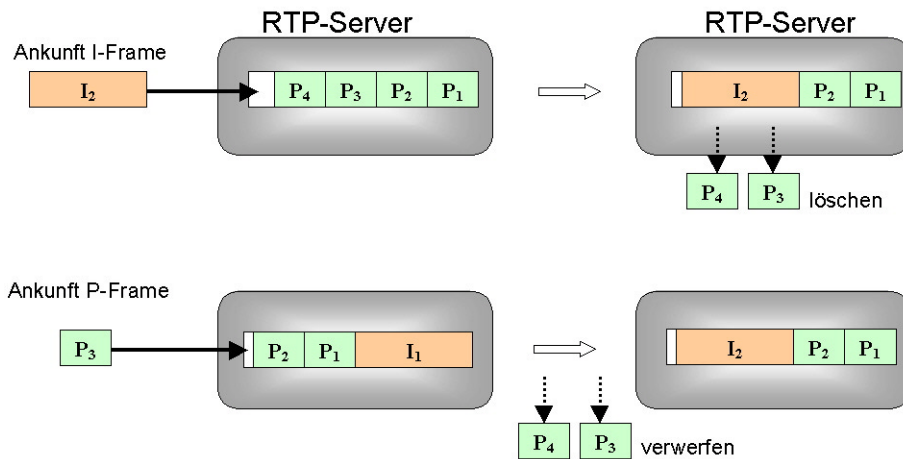 RTP-Server RTP-Server
Ankunft I-Frame
I2 P4 P3 P2 P1 I2 P2 P1
P4 P3 löschen
Ankunft P-Frame
P3 P2 P1 I1 I2 P2 P1
P4 P3 verwerfen